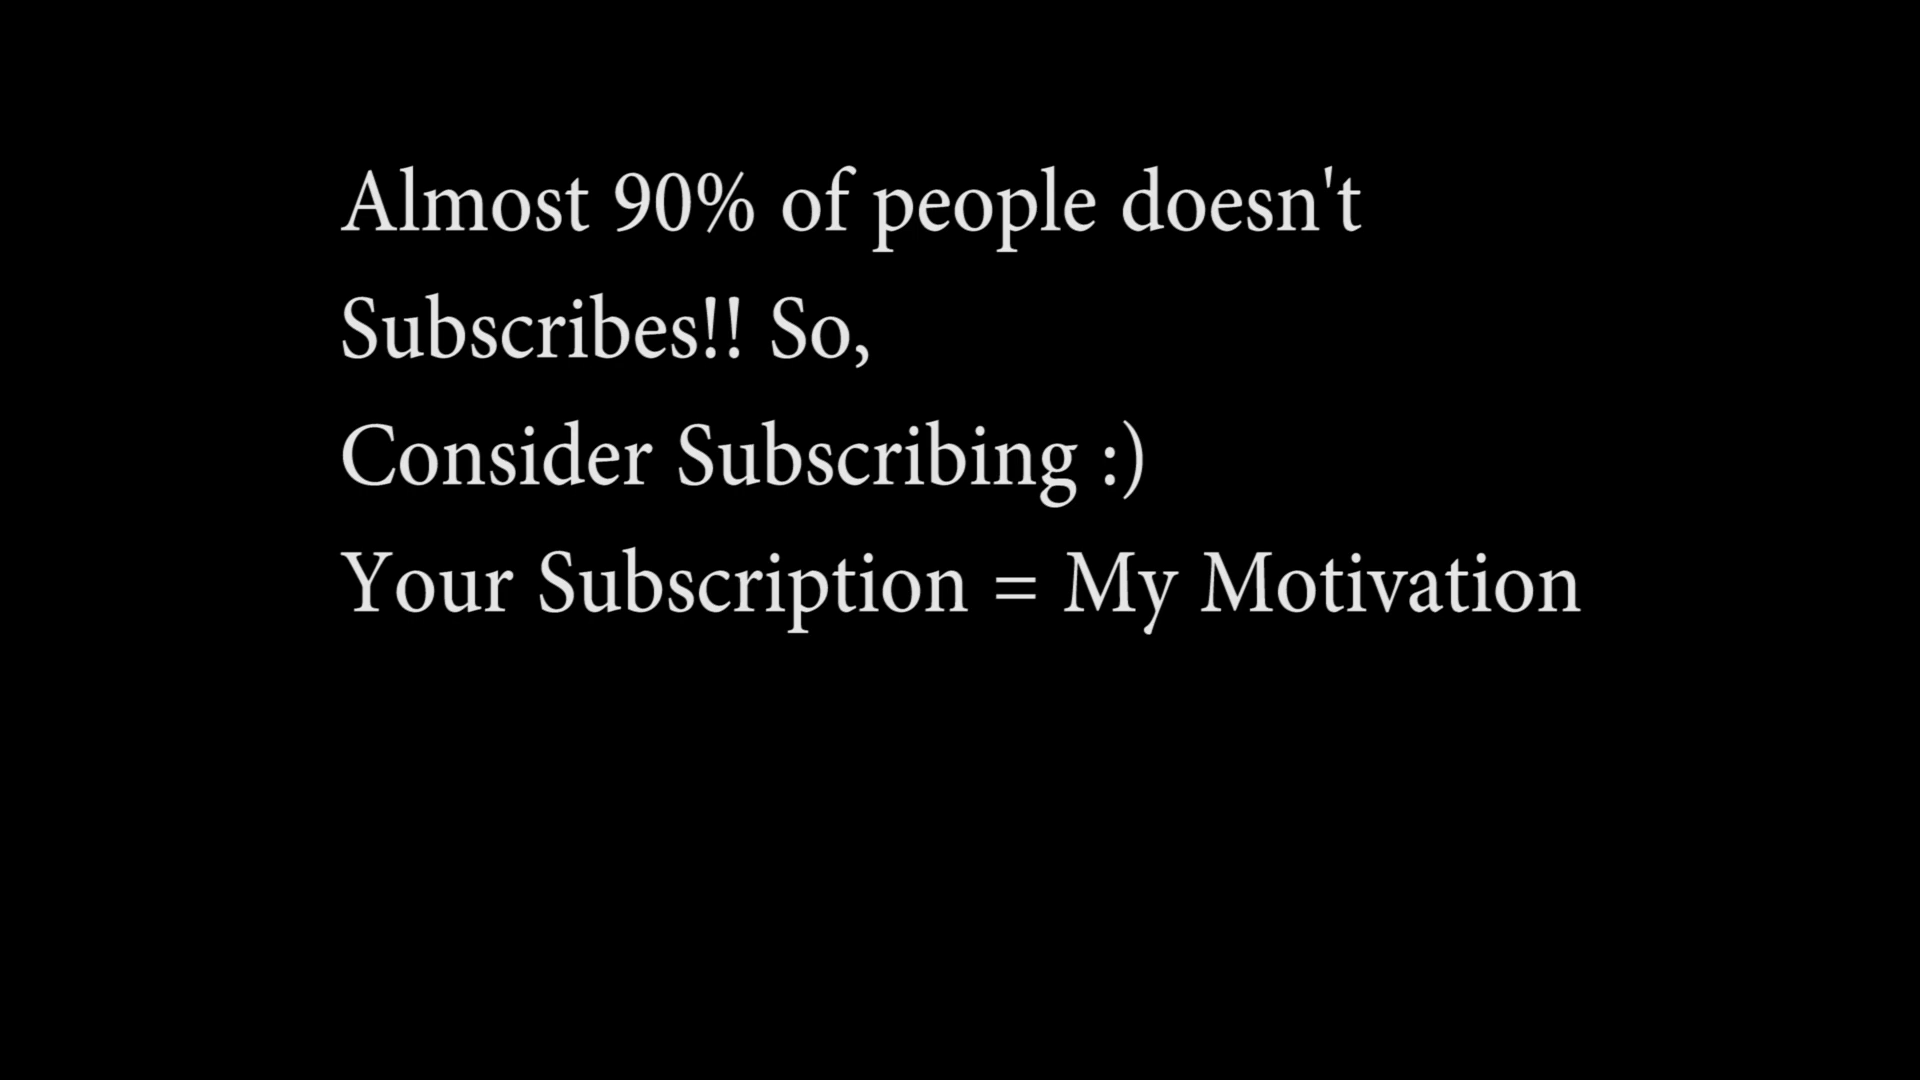 Almost 90% of people doesn't
Subscribes!! So,
Consider Subscribing :)
Your Subscription = My Motivation